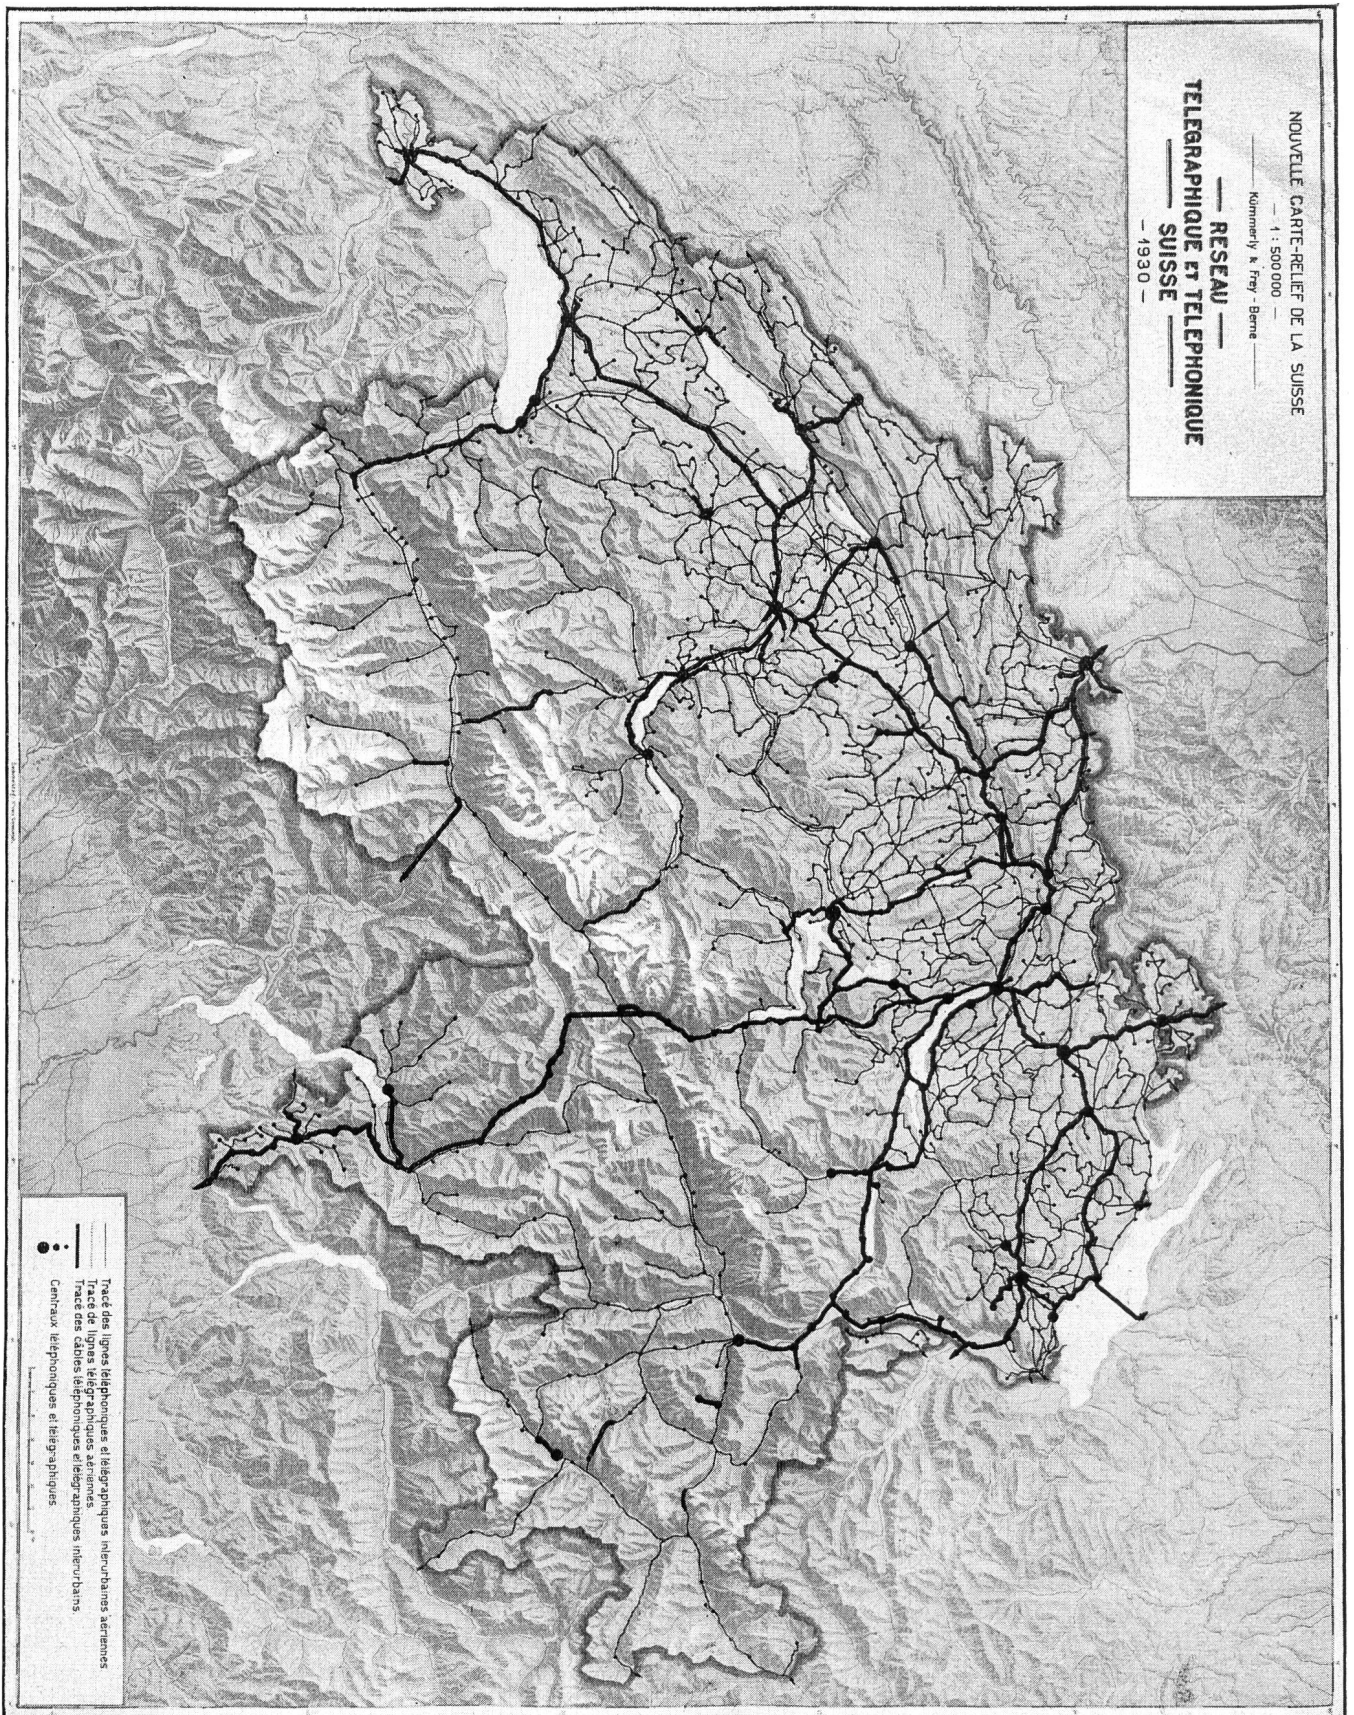 NOUVELLE CARTE-RELIEF DE LA SUISSE
— 1 : 500 000 —
Kümmerly & Frey - Berne
RESEAU
TELEGRAPHIQUE ET TELEPHONIQUE
SUISSE
— 1930 —
Tracé des lignes téléphoniques et télégraphiques interurbaines aériennes
Tracé de lignes télégraphiques aériennes.
Tracé des câbles téléphoniques et télégraphiques interurbains.
Centraux téléphoniques et télégraphiques.